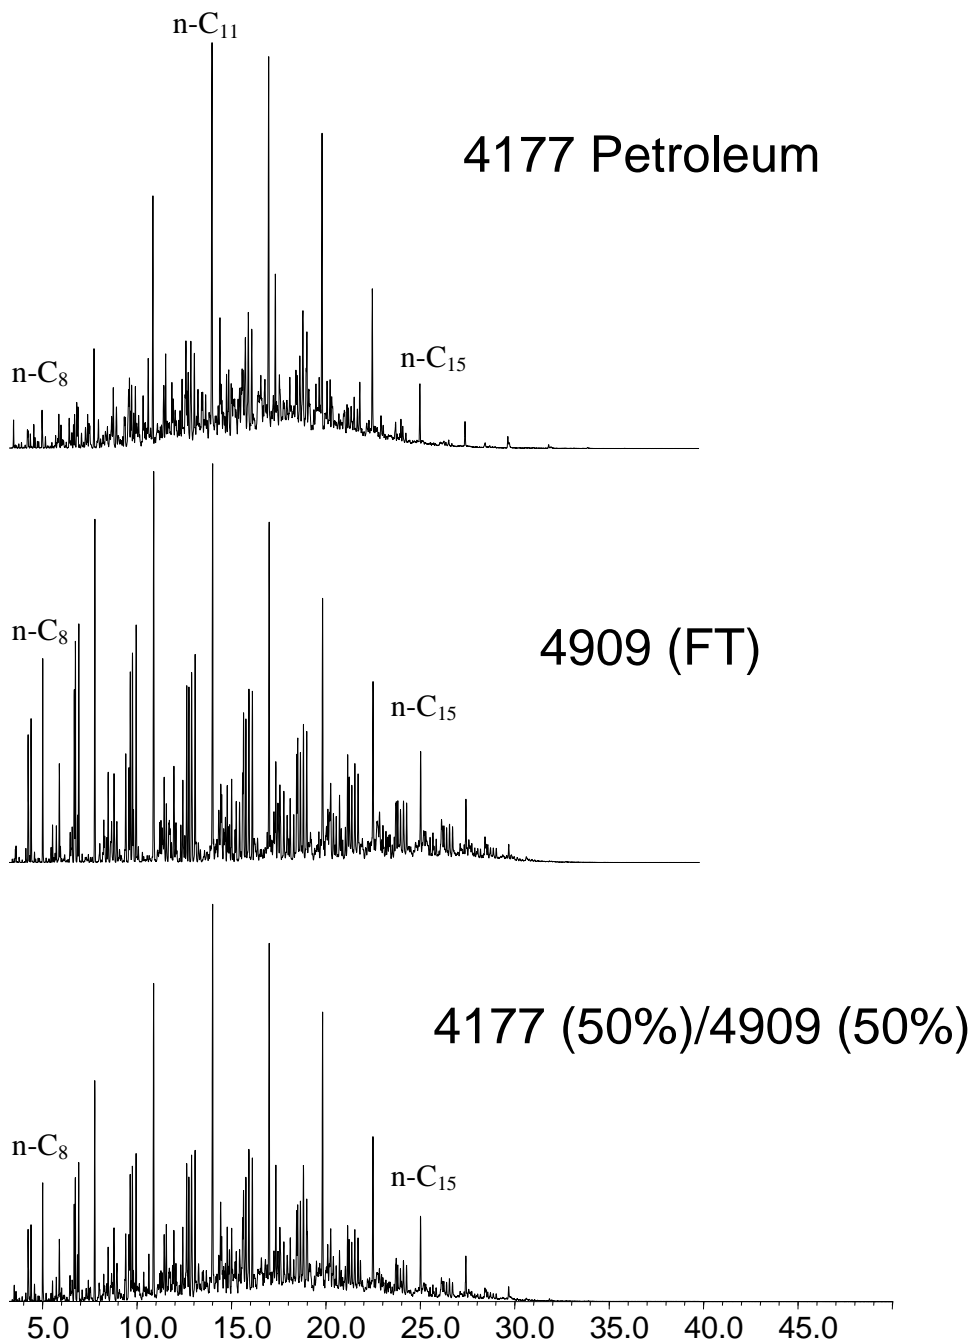 n-C₁₁
4177 Petroleum
n-C₈
n-C₁₅
n-C₈
4909 (FT)
n-C₁₅
4177 (50%)/4909 (50%)
n-C₈
n-C₁₅
5.0 10.0 15.0 20.0 25.0 30.0 35.0 40.0 45.0